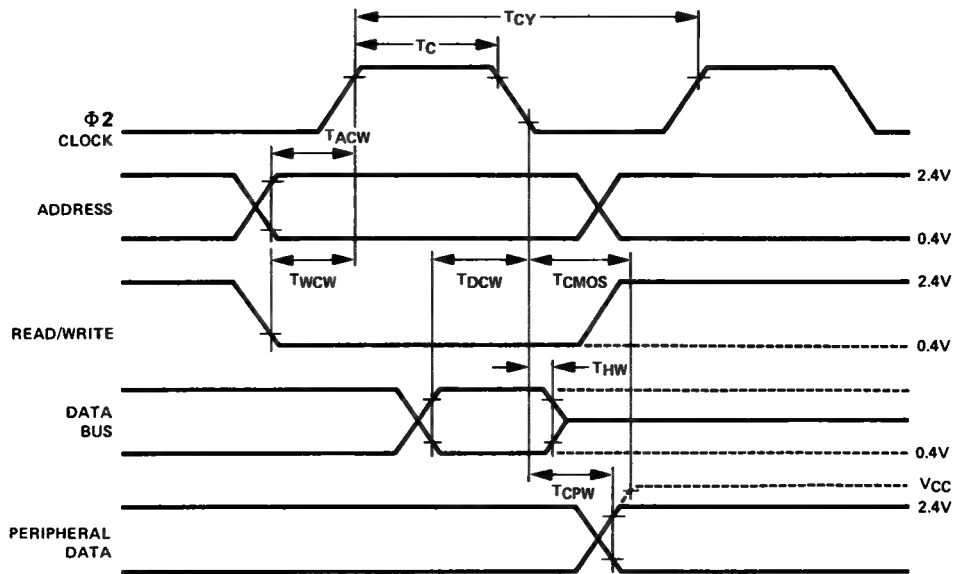 TCY
TC
Φ2
CLOCK
TACW
ADDRESS
2.4V
0.4V
TWCW
TDCW
TCMOS
2.4V
READ/WRITE
0.4V
THW
DATA
BUS
0.4V
TCPW
VCC
2.4V
PERIPHERAL
DATA